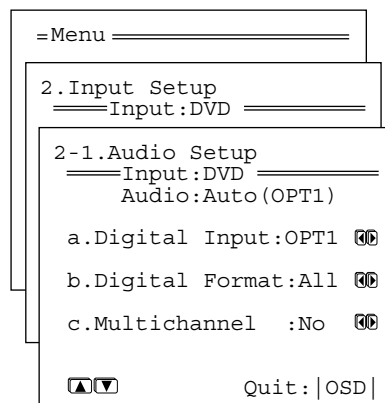 =Menu
2.Input Setup
Input:DVD
2-1.Audio Setup
Input:DVD
Audio:Auto(OPT1)
a.Digital Input:OPT1
b.Digital Format:All
c.Multichannel :No
Quit:|OSD|